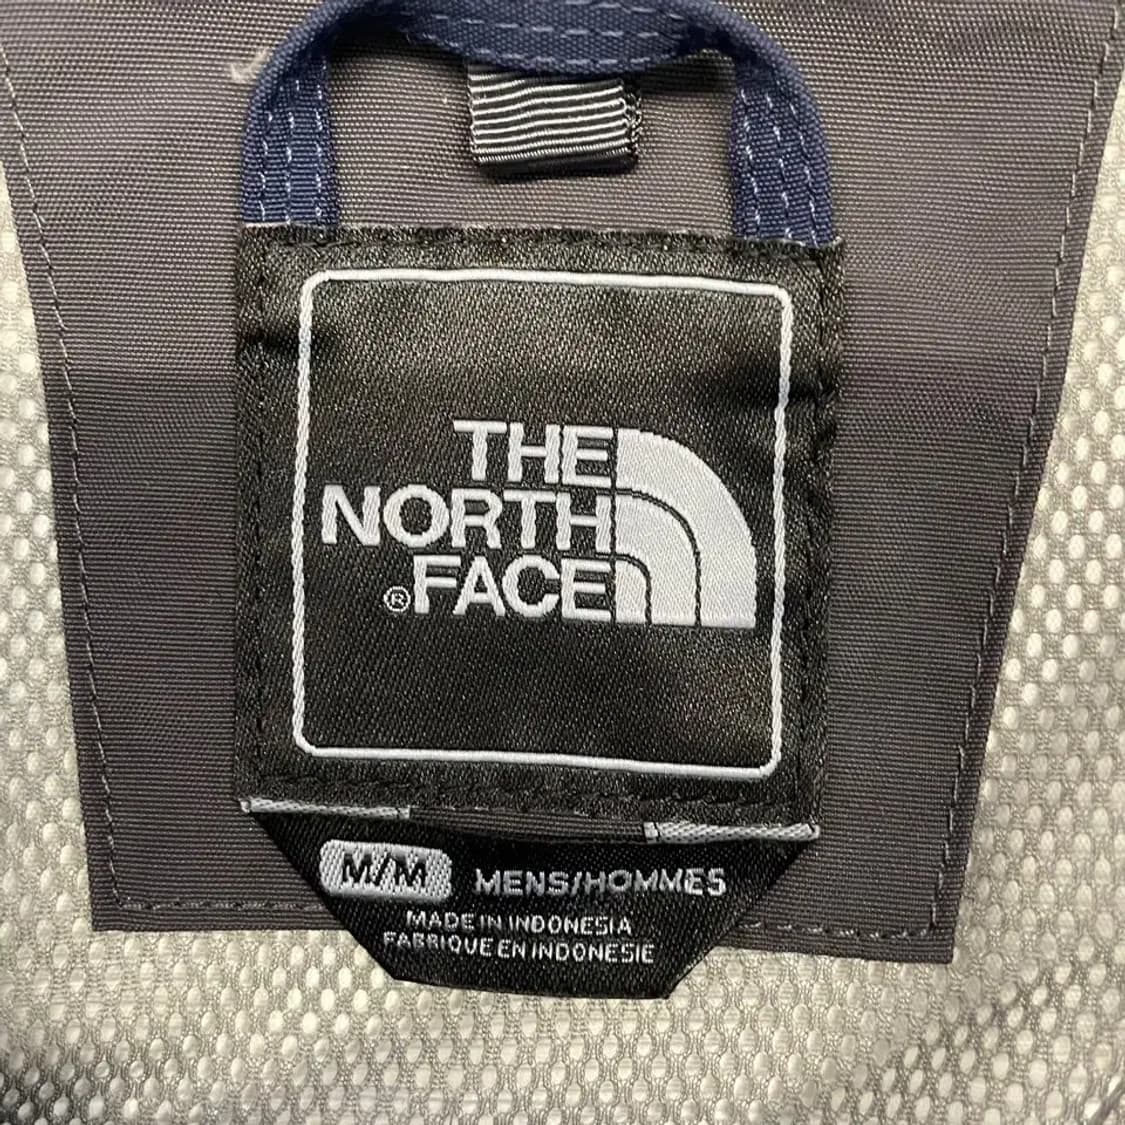 THE
NORTH
®FACE
M/M MENS/HOMMES
MADE IN INDONESIA
FABRIQUE EN INDONESIE